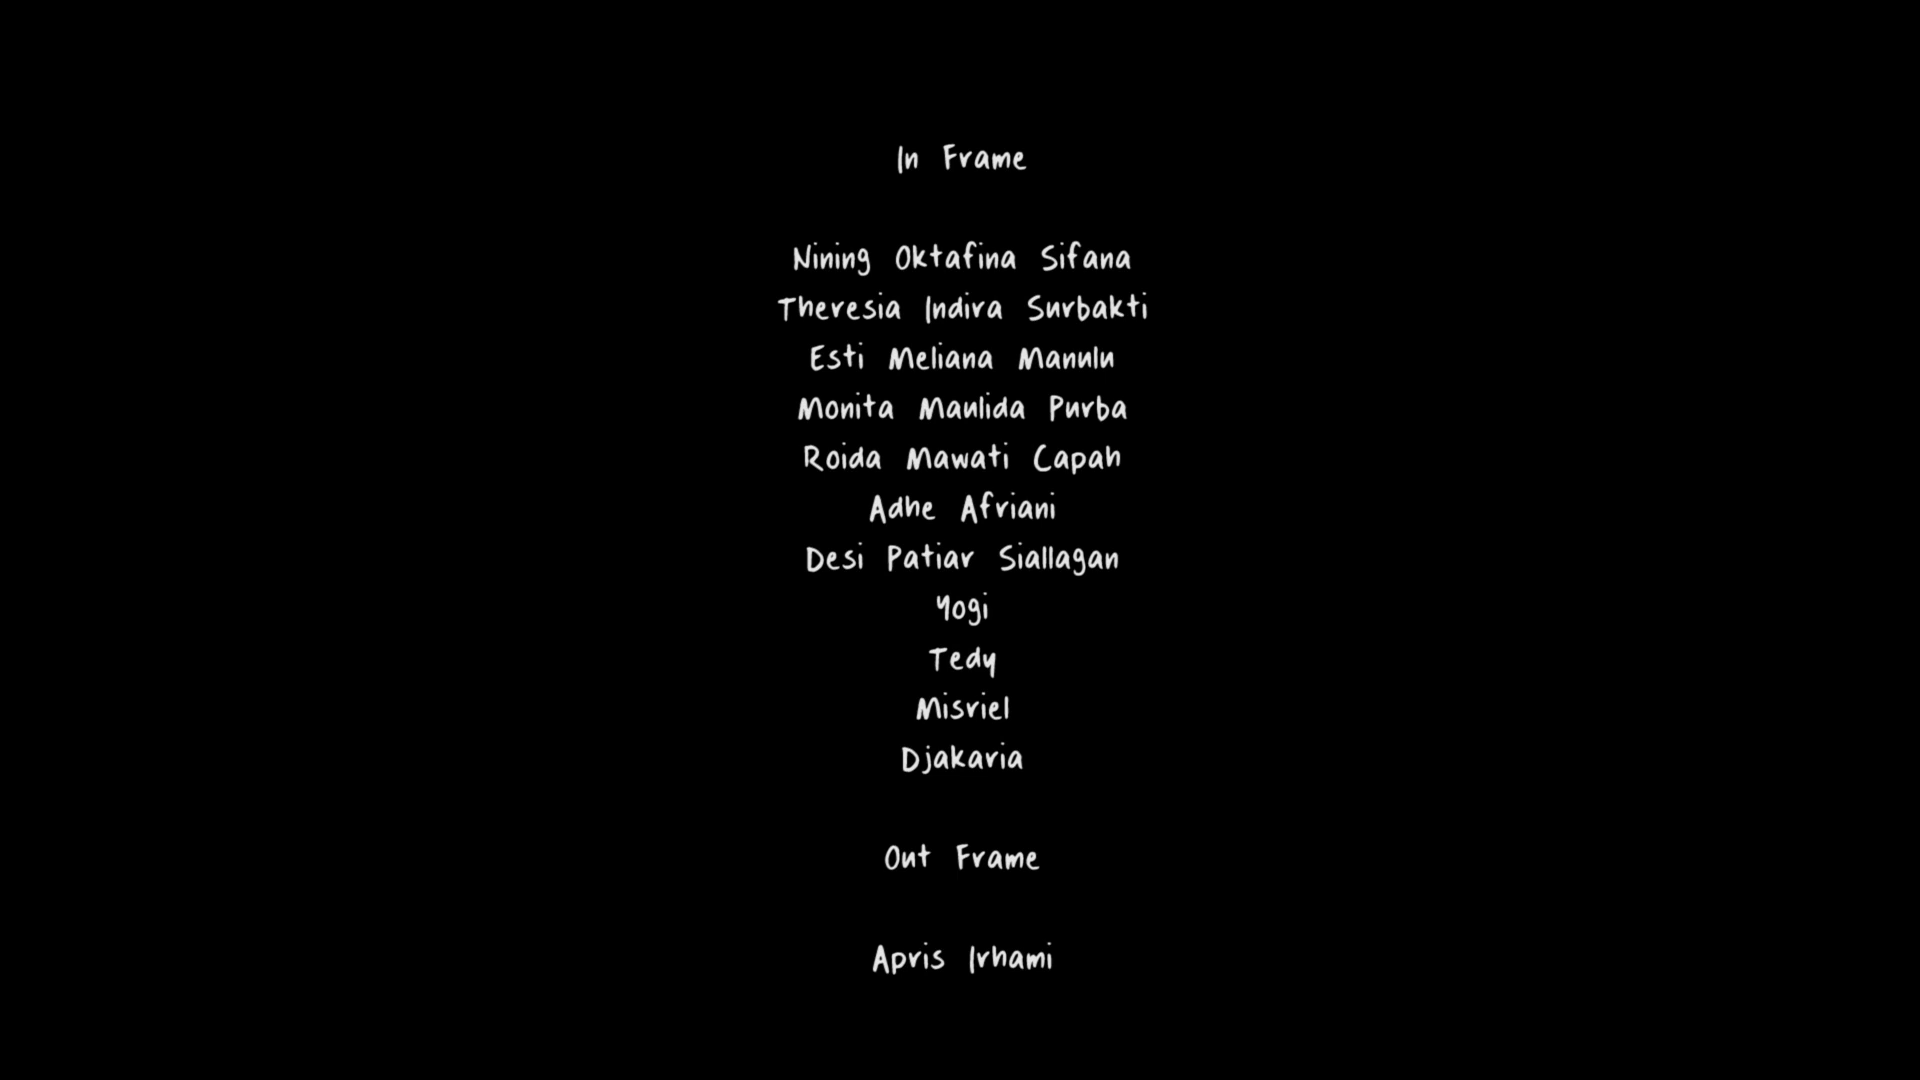 In Frame
Nining Oktafina Sifana
Theresia Indira Surbakti
Esti Meliana Manulu
Monita Maulida Purba
Roida Mawati Capah
Adhe Afriani
Desi Patiar Siallagan
Yogi
Tedy
Misriel
Djakaria
Out Frame
Apris Irhami